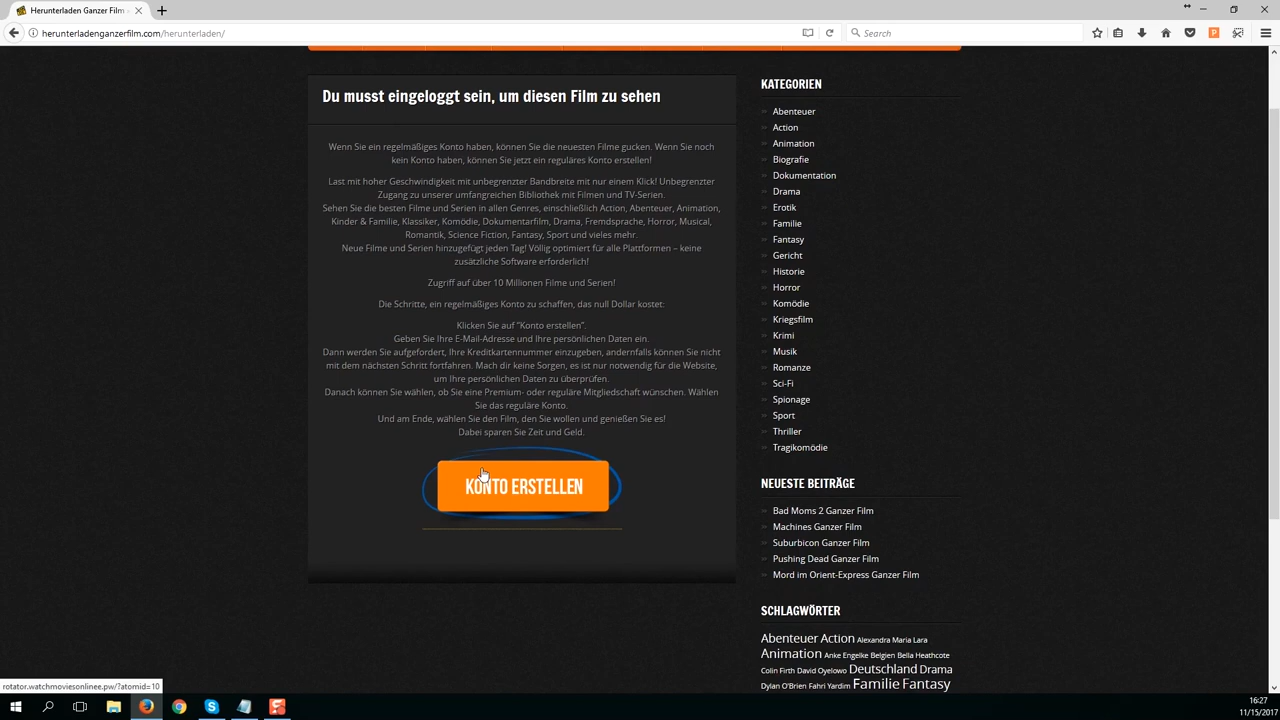 Herunterladen Ganzer Film
herunterladenganzerfilm.com/herunterladen/
Search
Du musst eingeloggt sein, um diesen Film zu sehen
Wenn Sie ein regelmäßiges Konto haben, können Sie die neuesten Filme gucken. Wenn Sie noch
kein Konto haben, können Sie jetzt ein reguläres Konto erstellen!
Last mit hoher Geschwindigkeit mit unbegrenzter Bandbreite mit nur einem Klick! Unbegrenzter
Zugang zu unserer umfangreichen Bibliothek mit Filmen und TV-Serien.
Sehen Sie die besten Filme und Serien in allen Genres, einschließlich Action, Abenteuer, Animation,
Kinder & Familie, Klassiker, Komödie, Dokumentarfilm, Drama, Fremdsprache, Horror, Musical,
Romantik, Science Fiction, Fantasy, Sport und vieles mehr.
Neue Filme und Serien hinzugefügt jeden Tag! Völlig optimiert für alle Plattformen – keine
zusätzliche Software erforderlich!
Zugriff auf über 10 Millionen Filme und Serien!
Die Schritte, ein regelmäßiges Konto zu schaffen, das null Dollar kostet:
Klicken Sie auf "Konto erstellen".
Geben Sie Ihre E-Mail-Adresse und Ihre persönlichen Daten ein.
Dann werden Sie aufgefordert, Ihre Kreditkartennummer einzugeben, andernfalls können Sie nicht
mit dem nächsten Schritt fortfahren. Mach dir keine Sorgen, es ist nur notwendig für die Website,
um Ihre persönlichen Daten zu überprüfen.
Danach können Sie wählen, ob Sie eine Premium- oder reguläre Mitgliedschaft wünschen. Wählen
Sie das reguläre Konto.
Und am Ende, wählen Sie den Film, den Sie wollen und genießen Sie es!
Dabei sparen Sie Zeit und Geld.
KONTO ERSTELLEN
KATEGORIEN
Abenteuer
Action
Animation
Biografie
Dokumentation
Drama
Erotik
Familie
Fantasy
Gericht
Historie
Horror
Komödie
Kriegsfilm
Krimi
Musik
Romanze
Sci-Fi
Spionage
Sport
Thriller
Tragikomödie
NEUESTE BEITRÄGE
Bad Moms 2 Ganzer Film
Machines Ganzer Film
Suburbicon Ganzer Film
Pushing Dead Ganzer Film
Mord im Orient-Express Ganzer Film
SCHLAGWÖRTER
Abenteuer Action Alexandra Maria Lara
Animation Anke Engelke Belgien Bella Heathcote
Colin Firth David Oyelowo Deutschland Drama
Dylan O'Brien Fahri Yardim Familie Fantasy
rotator.watchmoviesonlinee.pw/?atomid=10
16:27
11/15/2017